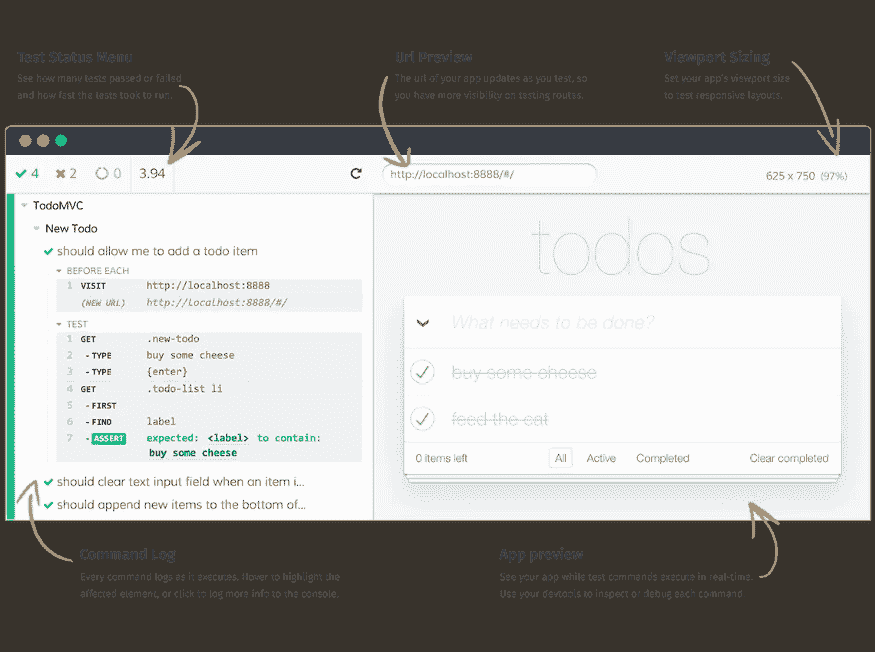 Test Status Menu
See how many tests passed or failed
and how fast the tests took to run.
Url Preview
The url of your app updates as you test, so
you have more visibility on testing routes.
Viewport Sizing
Set your app's viewport size
to test responsive layouts.
4 2 0 3.94
http://localhost:8888/#/
625 x 750 (97%)
TodoMVC
New Todo
should allow me to add a todo item
BEFORE EACH
1 VISIT http://localhost:8888
(NEW URL) http://localhost:8888/#/
TEST
1 GET .new-todo
2 -TYPE buy some cheese
3 -TYPE {enter}
4 GET .todo-list li
5 -FIRST
6 -FIND label
7 -ASSERT expected: <label> to contain:
buy some cheese
should clear text input field when an item i...
should append new items to the bottom of...
todos
What needs to be done?
buy some cheese
feed the cat
0 items left All Active Completed Clear completed
Command Log
Every command logs as it executes. Hover to highlight the
affected element, or click to log more info to the console.
App preview
See your app while test commands execute in real-time.
Use your devtools to inspect or debug each command